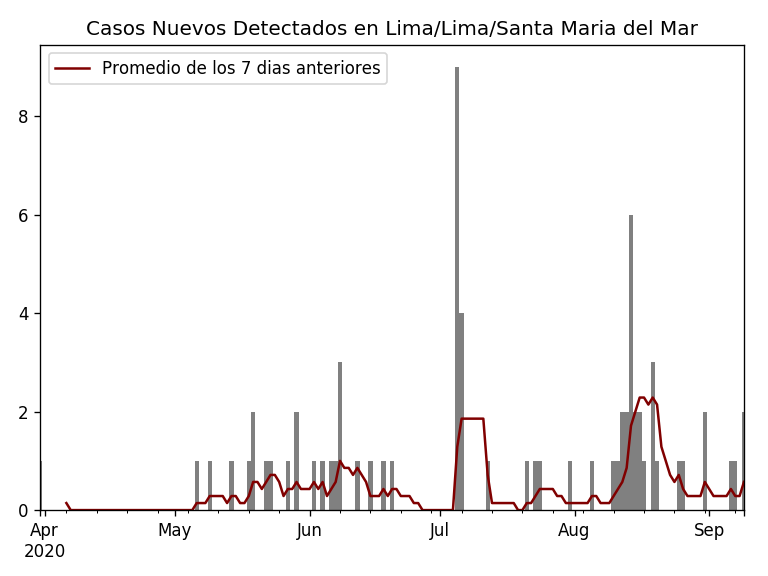 Casos Nuevos Detectados en Lima/Lima/Santa Maria del Mar
Promedio de los 7 dias anteriores
8
6
4
2
0
Apr May Jun Jul Aug Sep
2020